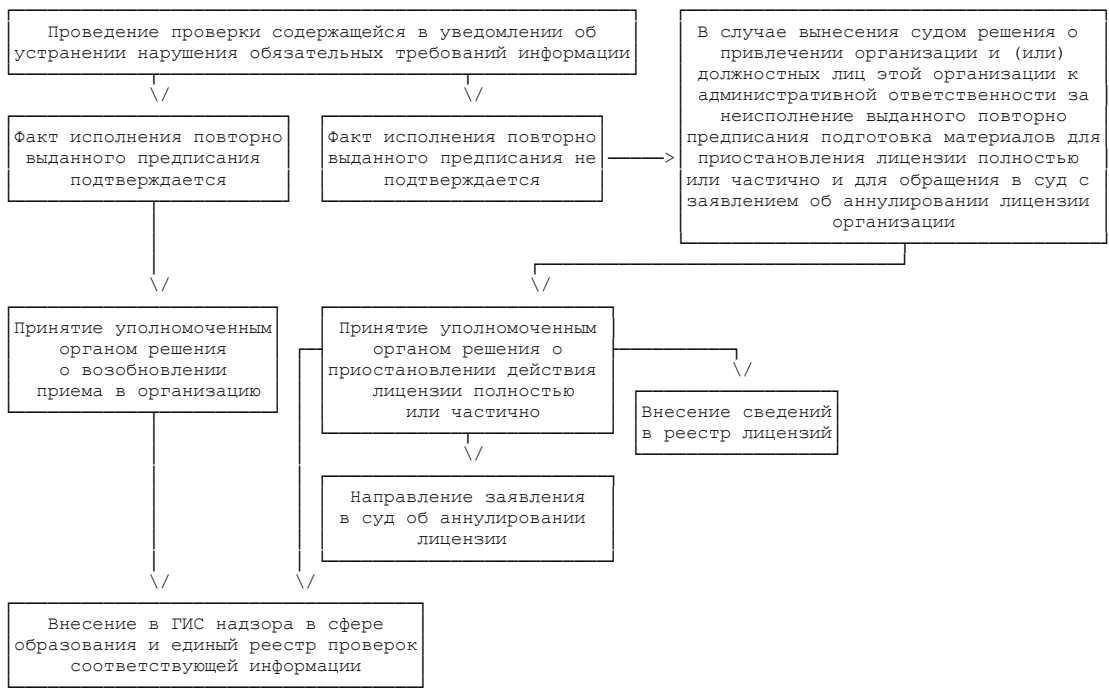 Проведение проверки содержащейся в уведомлении об
устранении нарушения обязательных требований информации
В случае вынесения судом решения о
привлечении организации и (или)
должностных лиц этой организации к
административной ответственности за
неисполнение выданного повторно
предписания подготовка материалов для
приостановления лицензии полностью
или частично и для обращения в суд с
заявлением об аннулировании лицензии
организации
Факт исполнения повторно
выданного предписания
подтверждается
Факт исполнения повторно
выданного предписания не
подтверждается
Принятие уполномоченным
органом решения
о возобновлении
приема в организацию
Принятие уполномоченным
органом решения о
приостановлении действия
лицензии полностью
или частично
Внесение сведений
в реестр лицензий
Направление заявления
в суд об аннулировании
лицензии
Внесение в ГИС надзора в сфере
образования и единый реестр проверок
соответствующей информации